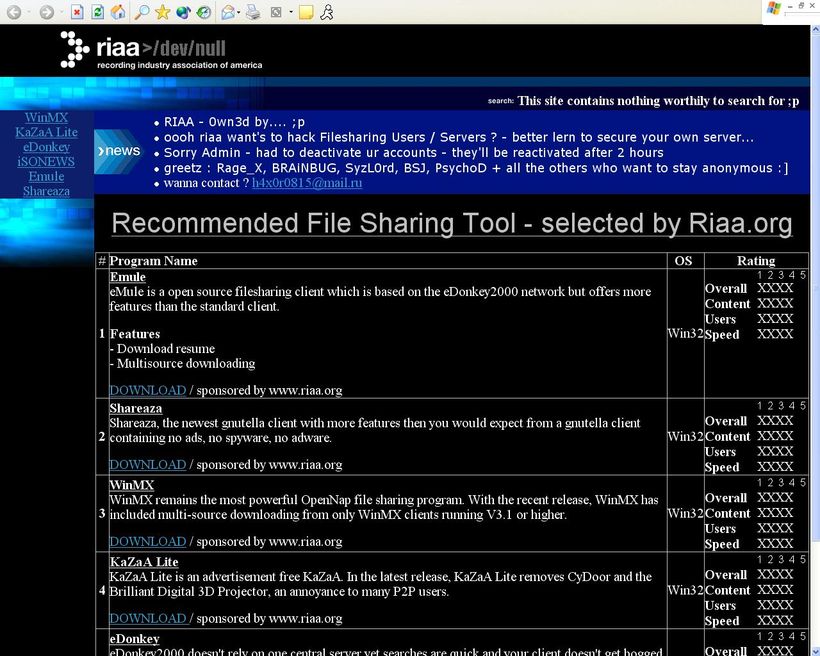 riaa>/dev/null
recording industry association of america
search: This site contains nothing worthily to search for ;p
WinMX
KaZaA Lite
eDonkey
iSONEWS
Emule
Shareaza
>news
• RIAA - 0wn3d by.... ;p
• oooh riaa want's to hack Filesharing Users / Servers ? - better lern to secure your own server...
• Sorry Admin - had to deactivate ur accounts - they'll be reactivated after 2 hours
• greetz : Rage_X, BRAiNBUG, SyzL0rd, BSJ, PsychoD + all the others who want to stay anonymous : ]
• wanna contact ? h4x0r0815@mail.ru
Recommended File Sharing Tool - selected by Riaa.org
# Program Name OS Rating
Emule
eMule is a open source filesharing client which is based on the eDonkey2000 network but offers more
features than the standard client.
1 Features
- Download resume
- Multisource downloading
DOWNLOAD / sponsored by www.riaa.org
Win32
1 2 3 4 5
Overall XXXX
Content XXXX
Users XXXX
Speed XXXX
Shareaza
Shareaza, the newest gnutella client with more features then you would expect from a gnutella client
2 containing no ads, no spyware, no adware.
DOWNLOAD / sponsored by www.riaa.org
Win32
1 2 3 4 5
Overall XXXX
Content XXXX
Users XXXX
Speed XXXX
WinMX
WinMX remains the most powerful OpenNap file sharing program. With the recent release, WinMX has
3 included multi-source downloading from only WinMX clients running V3.1 or higher.
DOWNLOAD / sponsored by www.riaa.org
Win32
1 2 3 4 5
Overall XXXX
Content XXXX
Users XXXX
Speed XXXX
KaZaA Lite
KaZaA Lite is an advertisement free KaZaA. In the latest release, KaZaA Lite removes CyDoor and the
4 Brilliant Digital 3D Projector, an annoyance to many P2P users.
DOWNLOAD / sponsored by www.riaa.org
Win32
1 2 3 4 5
Overall XXXX
Content XXXX
Users XXXX
Speed XXXX
eDonkey
eDonkey2000 doesn't rely on one central server yet searches are quick and your client doesn't get bogged
1 2 3 4 5
Overall XXXX